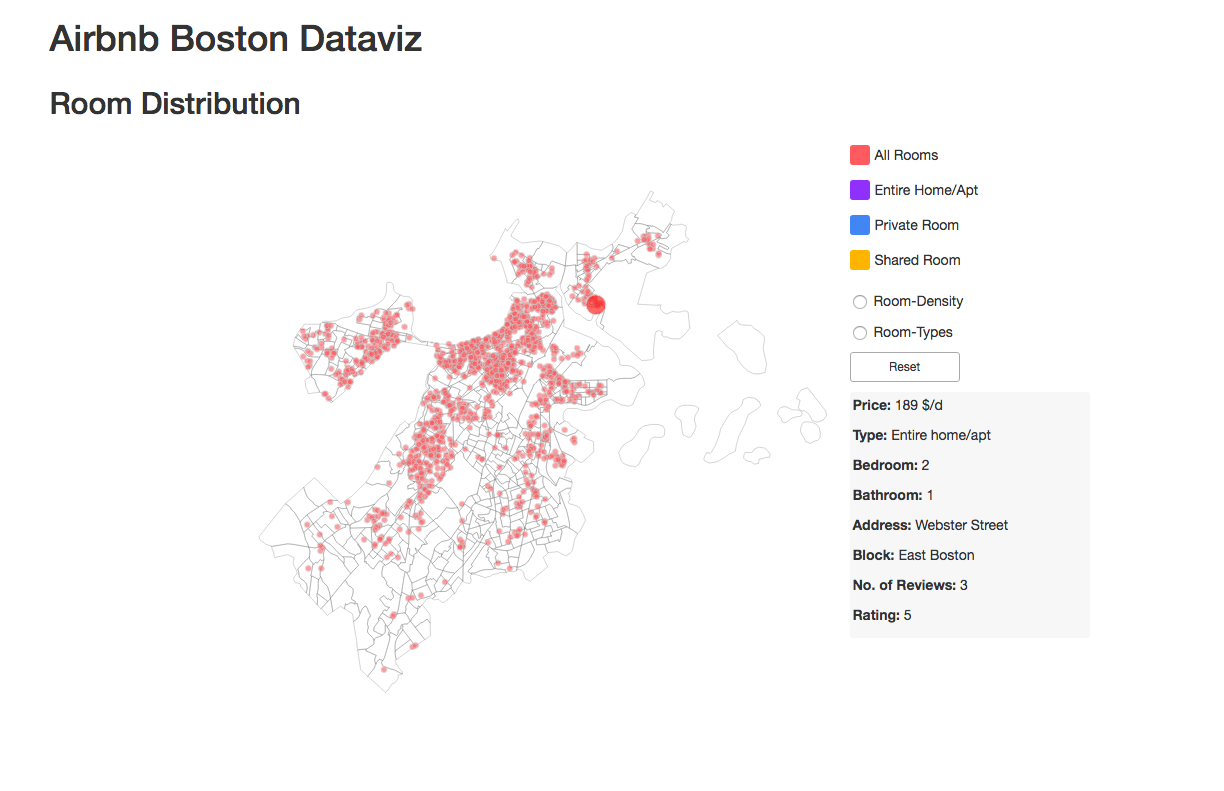 Airbnb Boston Dataviz
Room Distribution
All Rooms
Entire Home/Apt
Private Room
Shared Room
Room-Density
Room-Types
Reset
Price: 189 $/d
Type: Entire home/apt
Bedroom: 2
Bathroom: 1
Address: Webster Street
Block: East Boston
No. of Reviews: 3
Rating: 5